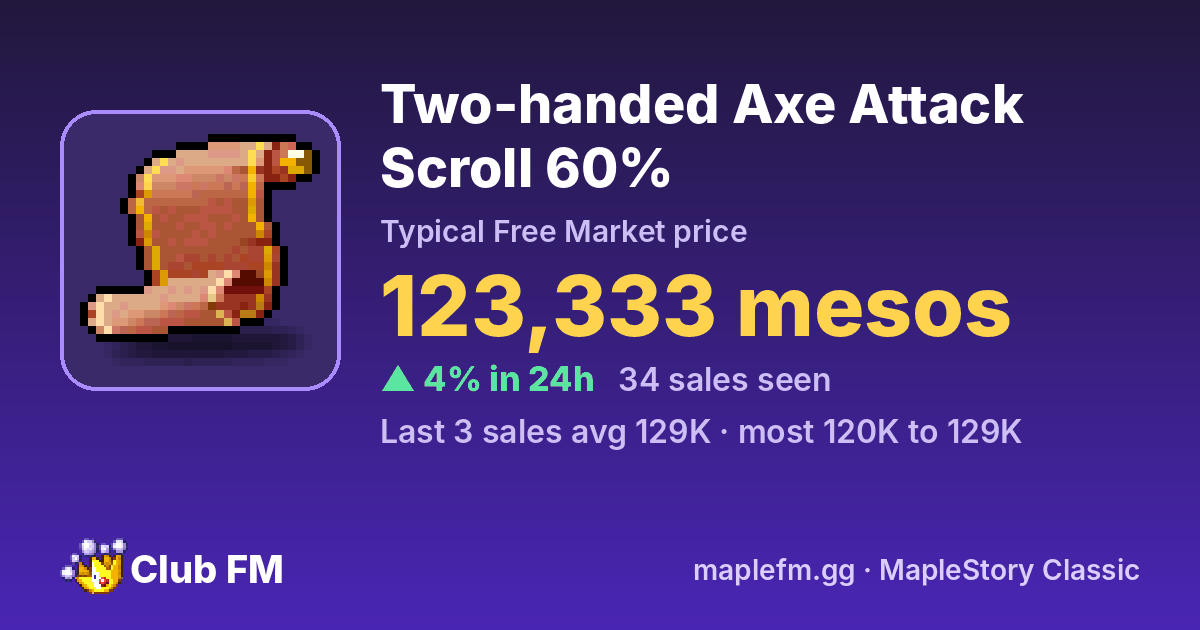 Two-handed Axe Attack
Scroll 60%
Typical Free Market price
123,333 mesos
▲ 4% in 24h 34 sales seen
Last 3 sales avg 129K · most 120K to 129K
Club FM
maplefm.gg · MapleStory Classic